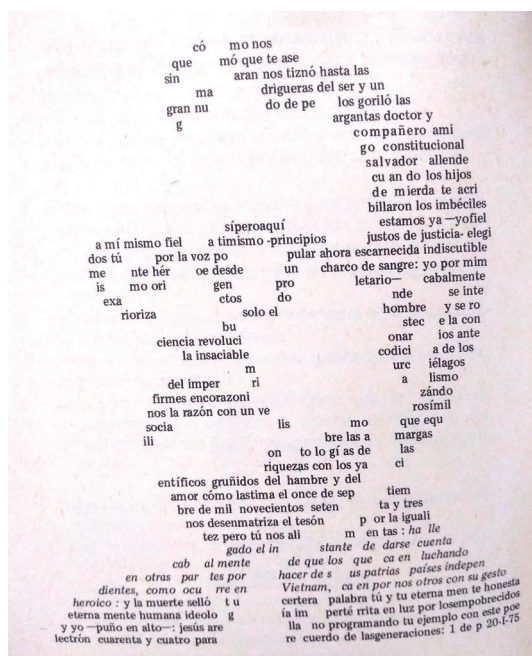 có mo nos
que mó que te ase
sin aran nos tiznó hasta las
ma drigueras del ser y un
gran nu do de pe los goriló las
g argantas doctor y
compañero ami
go constitucional
salvador allende
cu an do los hijos
de mierda te acri
billaron los imbéciles
síperoaquí estamos ya —yofiel
a mí mismo fiel a timismo -principios justos de justicia- elegi
dos tú por la voz po pular ahora escarnecida indiscutible
me nte hér oe desde un charco de sangre: yo por mim
is mo ori gen pro letario— cabalmente
exa ctos do nde se inte
rioriza solo el hombre y se ro
bu stec e la con
ciencia revoluci onar ios ante
la insaciable codici a de los
m urc iélagos
del imper ri a lismo
firmes encorazoni zándo
nos la razón con un ve rosímil
socia lis mo que equ
ili bre las a margas
on to lo gí as de las
riquezas con los ya ci
entíficos gruñidos del hambre y del
amor cómo lastima el once de sep tiem
bre de mil novecientos seten ta y tres
nos desenmatriza el tesón p or la iguali
tez pero tú nos ali m en tas : ha lle
gado el in stante de darse cuenta
cab al mente de que los que ca en luchando
en otras par tes por hacer de s us patrias países indepen
dientes, como ocu rre en Vietnam, ca en por nos otros con su gesto
heroico : y la muerte selló t u certera palabra tú y tu eterna men te honesta
eterna mente humana ideolo g ía im perté rrita en luz por losempobrecidos
y yo —puño en alto—: jesús are lla no programando tu ejemplo con este poe
lectrón cuarenta y cuatro para re cuerdo de lasgeneraciones: 1 de p 20-I-75